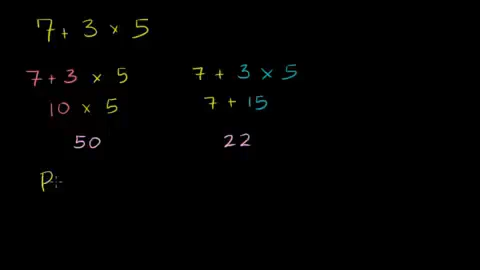 7 + 3 × 5
7 + 3 × 5
10 × 5
50
7 + 3 × 5
7 + 15
22
P